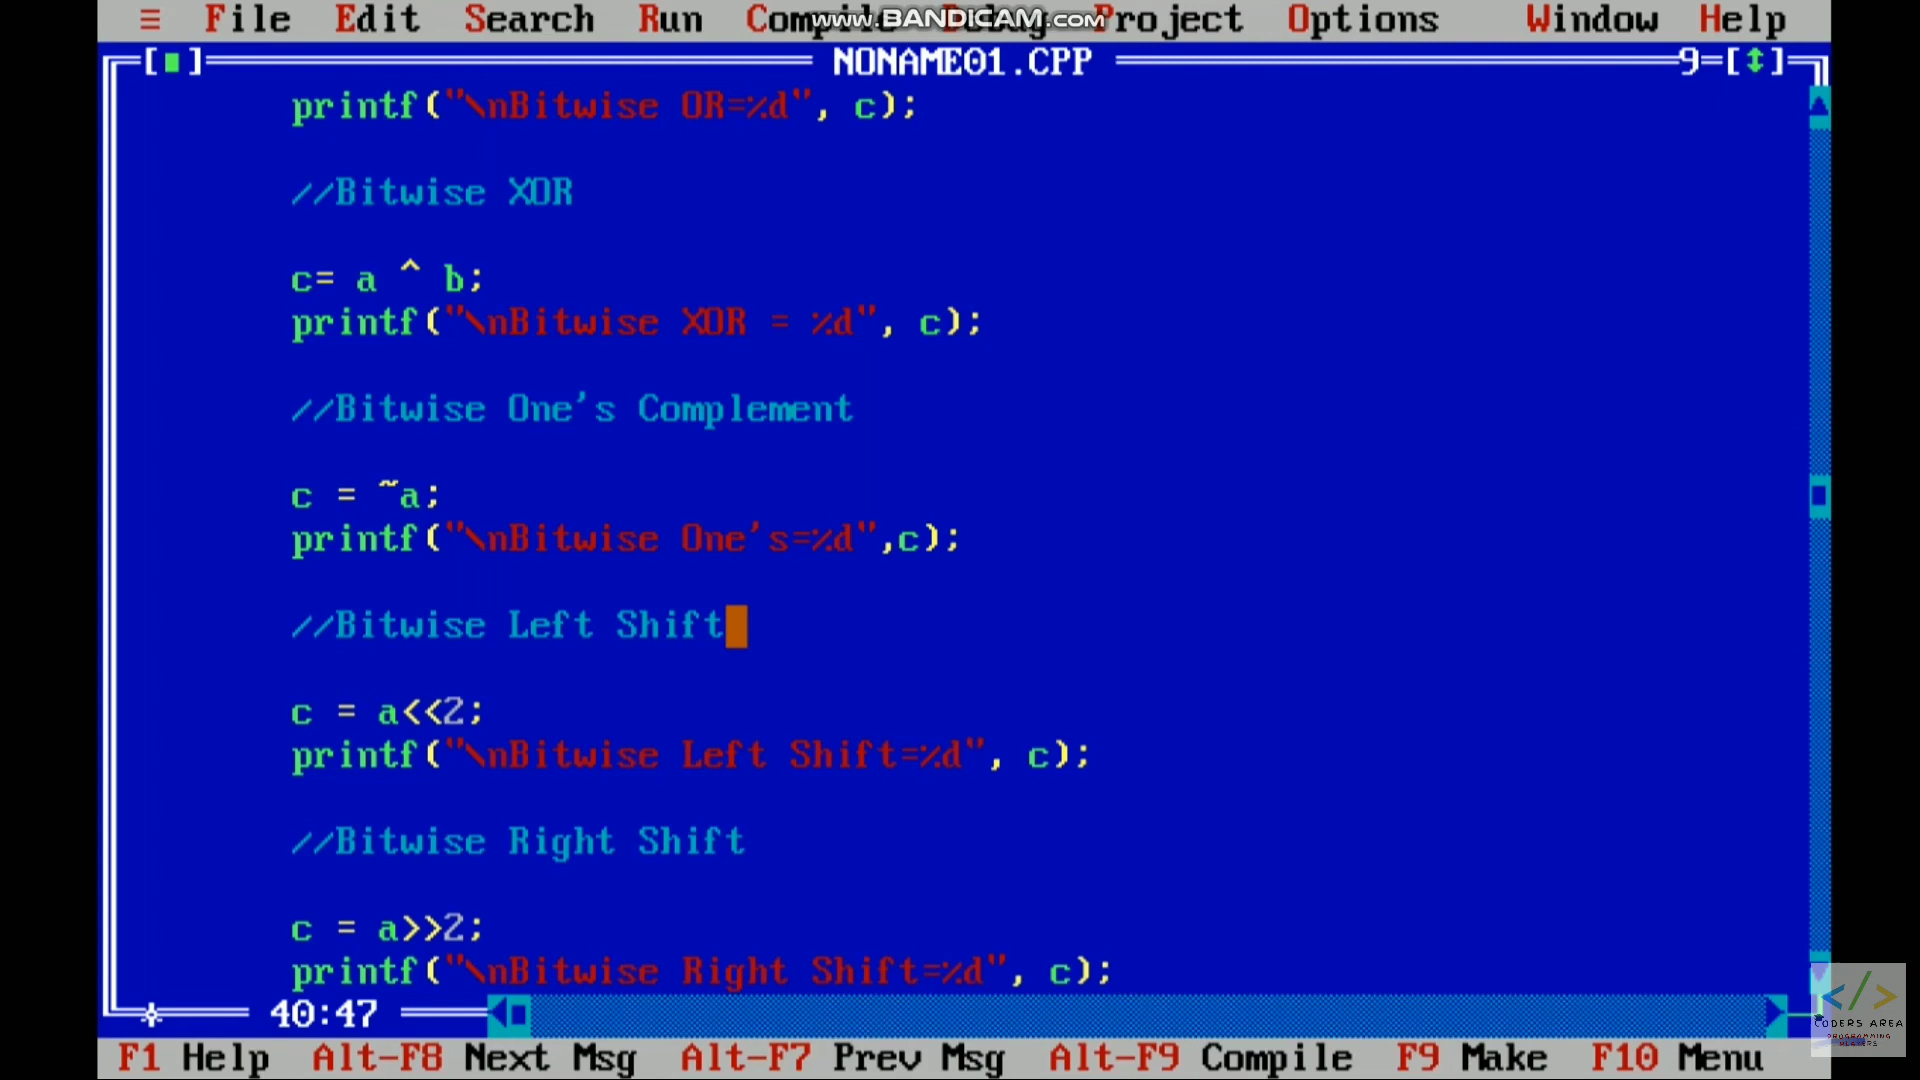 ≡ File Edit Search Run Compile Debug Project Options Window Help
www.BANDICAM.com
[■] NONAME01.CPP 9=[↕]
printf("\nBitwise OR=%d", c);
//Bitwise XOR
c= a ^ b;
printf("\nBitwise XOR = %d", c);
//Bitwise One's Complement
c = ~a;
printf("\nBitwise One's=%d",c);
//Bitwise Left Shift
c = a<<2;
printf("\nBitwise Left Shift=%d", c);
//Bitwise Right Shift
c = a>>2;
printf("\nBitwise Right Shift=%d", c);
40:47
</>
CODERS AREA
PROGRAMMING
F1 Help Alt-F8 Next Msg Alt-F7 Prev Msg Alt-F9 Compile F9 Make F10 Menu